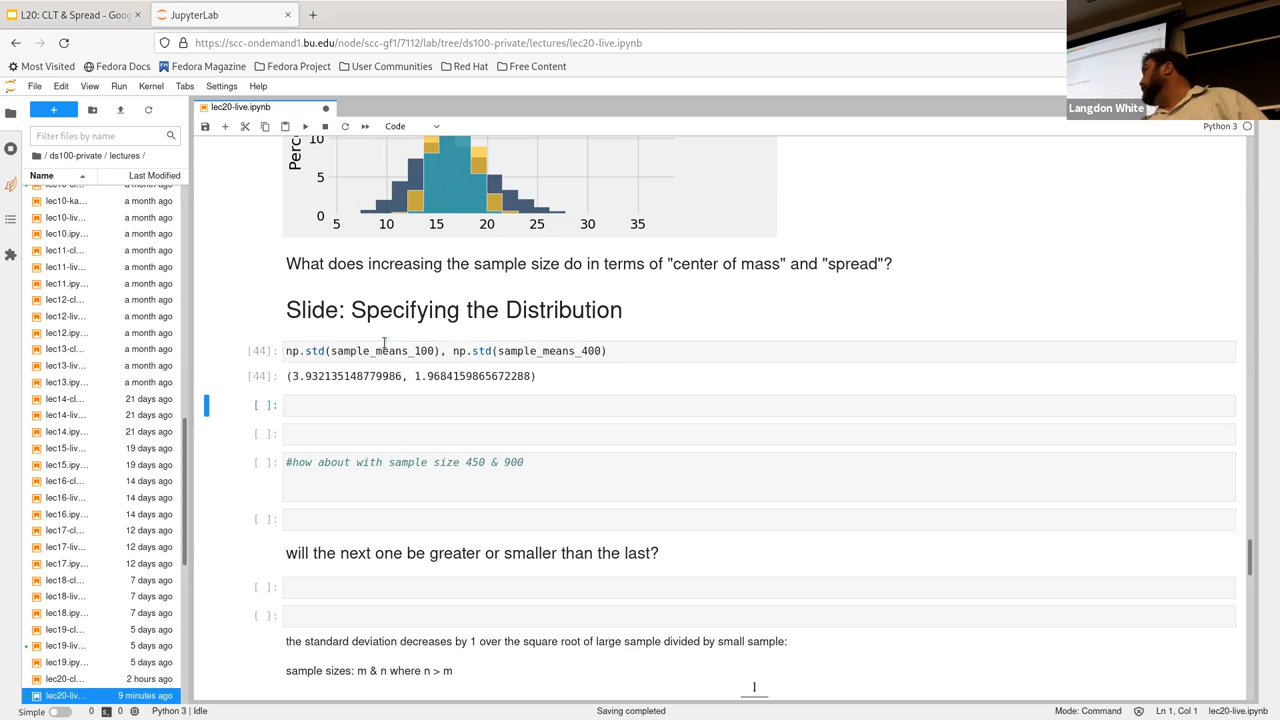 L20: CLT & Spread - Goog
JupyterLab
https://scc-ondemand1.bu.edu/node/scc-gf1/7112/lab/tree/ds100-private/lectures/lec20-live.ipynb
Most Visited
Fedora Docs
Fedora Magazine
Fedora Project
User Communities
Red Hat
Free Content
File Edit View Run Kernel Tabs Settings Help
Langdon White
lec20-live.ipynb
Filter files by name
Code
Python 3
/ ds100-private / lectures /
Name Last Modified
a month ago
lec10-ka... a month ago
lec10-liv... a month ago
lec10.ipy... a month ago
lec11-cl... a month ago
lec11-liv... a month ago
lec11.ipy... a month ago
lec12-cl... a month ago
lec12-liv... a month ago
lec12.ipy... a month ago
lec13-cl... a month ago
lec13-liv... a month ago
lec13.ipy... a month ago
lec14-cl... 21 days ago
lec14-liv... 21 days ago
lec14.ipy... 21 days ago
lec15-liv... 19 days ago
lec15.ipy... 19 days ago
lec16-cl... 14 days ago
lec16-liv... 14 days ago
lec16.ipy... 14 days ago
lec17-cl... 12 days ago
lec17-liv... 12 days ago
lec17.ipy... 12 days ago
lec18-cl... 7 days ago
lec18-liv... 7 days ago
lec18.ipy... 7 days ago
lec19-cl... 5 days ago
lec19-liv... 5 days ago
lec19.ipy... 5 days ago
lec20-cl... 2 hours ago
lec20-liv... 9 minutes ago
Perc
10
5
0
5 10 15 20 25 30 35
What does increasing the sample size do in terms of "center of mass" and "spread"?
Slide: Specifying the Distribution
[44]: np.std(sample_means_100), np.std(sample_means_400)
[44]: (3.932135148779986, 1.9684159865672288)
[ ]:
[ ]:
[ ]: #how about with sample size 450 & 900
[ ]:
will the next one be greater or smaller than the last?
[ ]:
[ ]:
the standard deviation decreases by 1 over the square root of large sample divided by small sample:
sample sizes: m & n where n > m
1
Simple 0 0 Python 3 | Idle Saving completed Mode: Command Ln 1, Col 1 lec20-live.ipynb